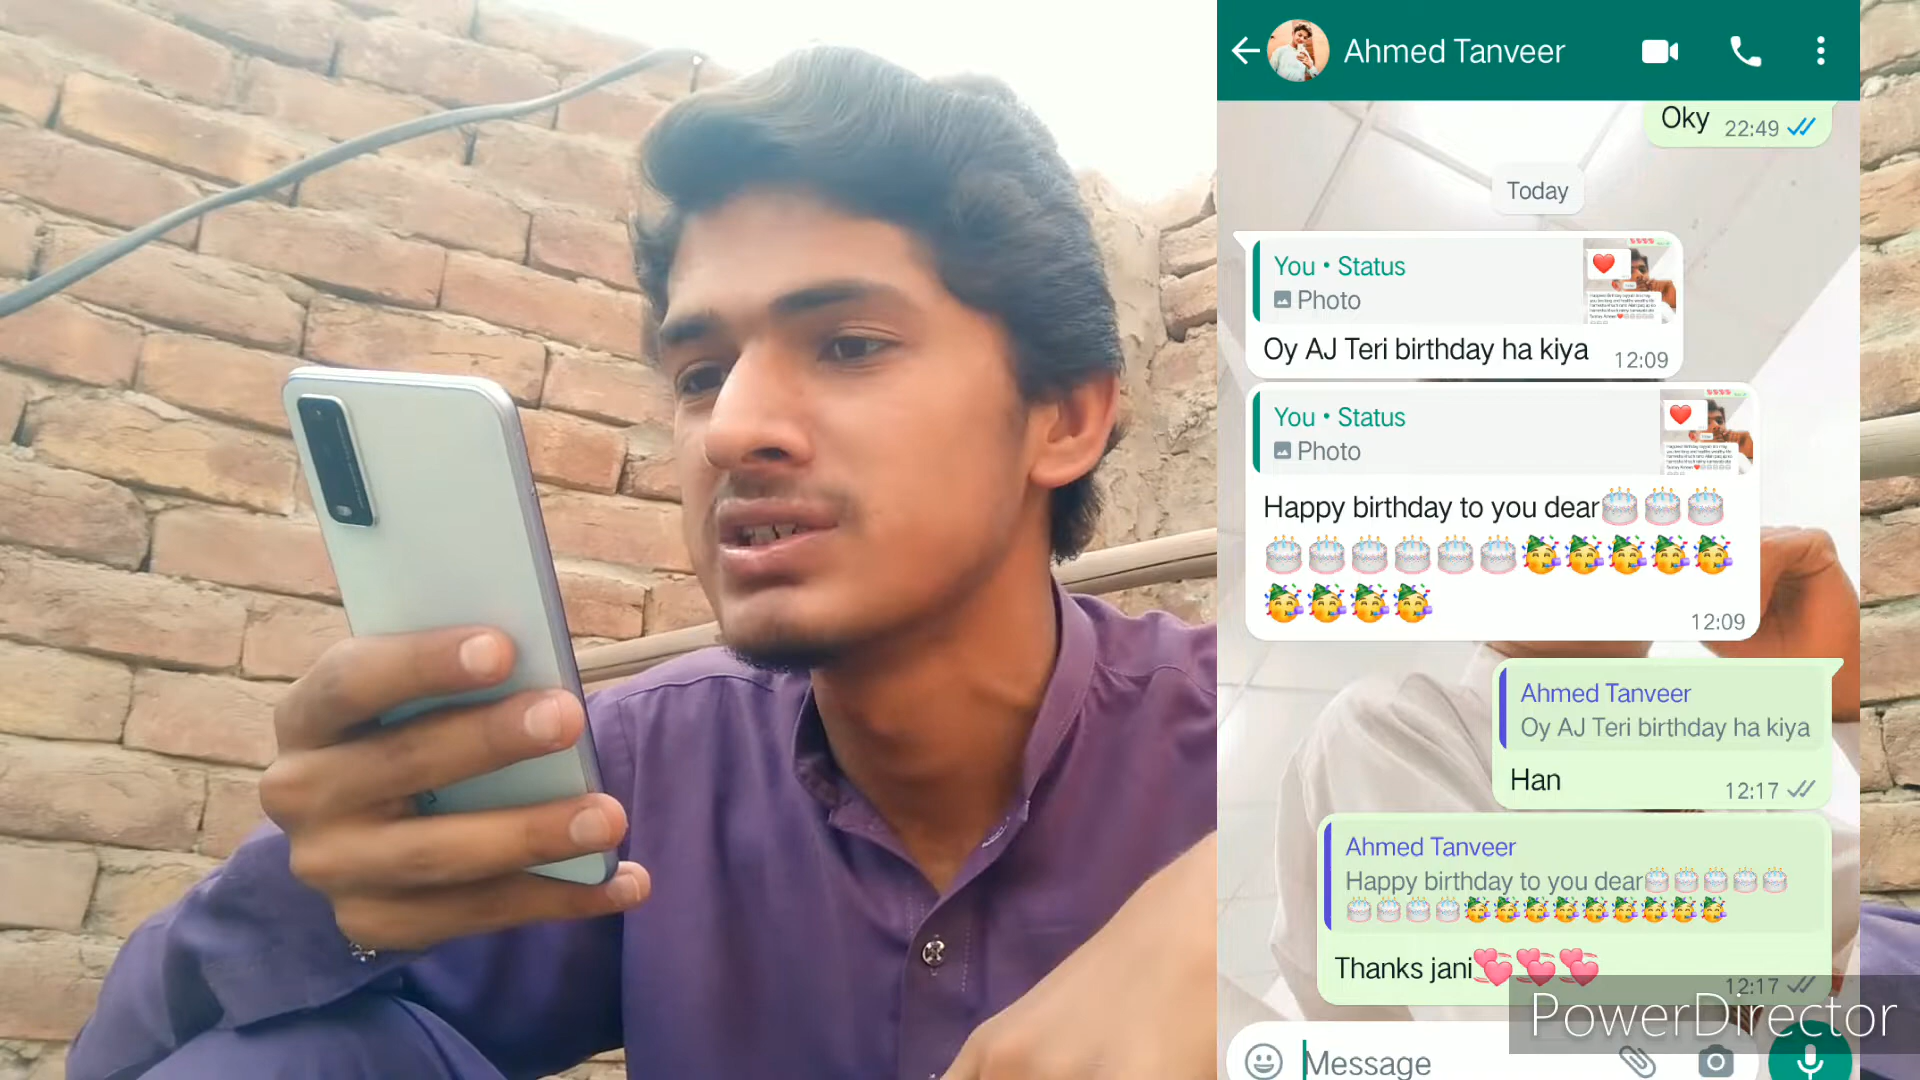 Ahmed Tanveer
Oky 22:49
Today
You • Status
Photo
Oy AJ Teri birthday ha kiya 12:09
You • Status
Photo
Happy birthday to you dear🎂🎂🎂
🎂🎂🎂🎂🎂🎂🥳🥳🥳🥳🥳
🥳🥳🥳🥳
12:09
Ahmed Tanveer
Oy AJ Teri birthday ha kiya
Han 12:17
Ahmed Tanveer
Happy birthday to you dear🎂🎂🎂🎂🎂
🎂🎂🎂🎂🥳🥳🥳🥳🥳🥳🥳🥳🥳
Thanks jani💞💞💞 12:17
PowerDirector
Message